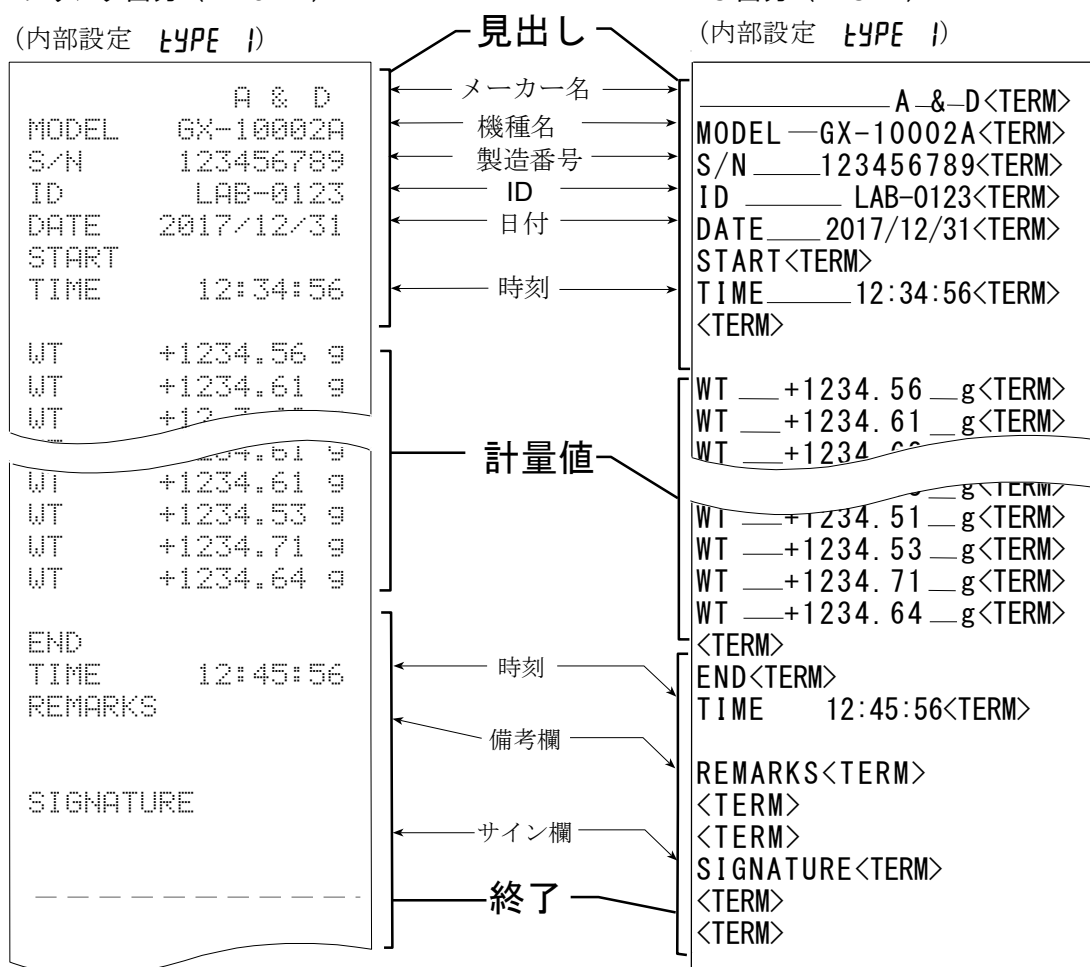 (内部設定 tYPE 1)
A & D
MODEL GX-10002A
S/N 123456789
ID LAB-0123
DATE 2017/12/31
START
TIME 12:34:56
WT +1234.56 g
WT +1234.61 g
WT
WT +1234.61 g
WT +1234.53 g
WT +1234.71 g
WT +1234.64 g
END
TIME 12:45:56
REMARKS
SIGNATURE
見出し
メーカー名
機種名
製造番号
ID
日付
時刻
計量値
時刻
備考欄
サイン欄
終了
(内部設定 tYPE 1)
A & D<TERM>
MODEL GX-10002A<TERM>
S/N 123456789<TERM>
ID LAB-0123<TERM>
DATE 2017/12/31<TERM>
START<TERM>
TIME 12:34:56<TERM>
<TERM>
WT +1234.56 g<TERM>
WT +1234.61 g<TERM>
WT +1234
g<TERM>
WT +1234.51 g<TERM>
WT +1234.53 g<TERM>
WT +1234.71 g<TERM>
WT +1234.64 g<TERM>
<TERM>
END<TERM>
TIME 12:45:56<TERM>
REMARKS<TERM>
<TERM>
<TERM>
SIGNATURE<TERM>
<TERM>
<TERM>